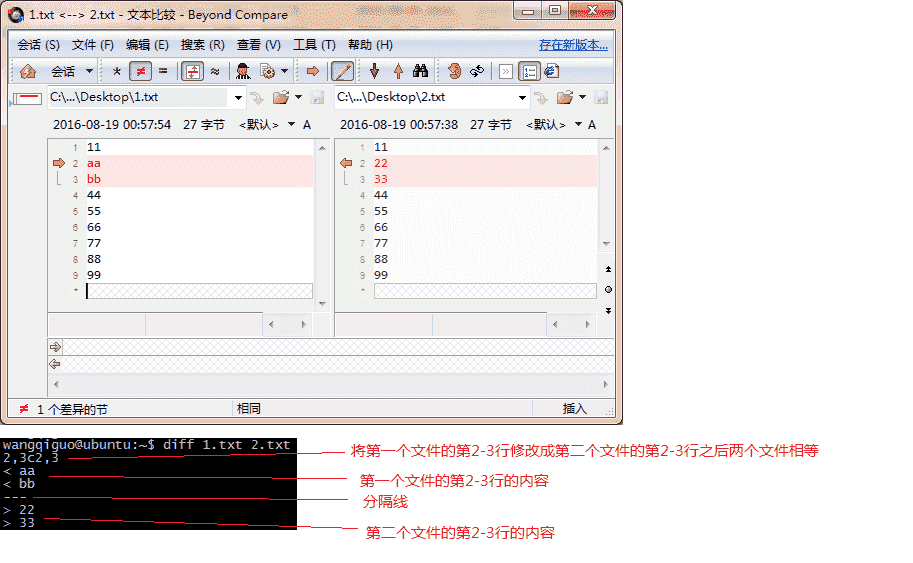 1.txt <--> 2.txt - 文本比较 - Beyond Compare
会话 (S) 文件 (F) 编辑 (E) 搜索 (R) 查看 (V) 工具 (T) 帮助 (H) 存在新版本...
会话 * ≠ = ≈
C:\...\Desktop\1.txt C:\...\Desktop\2.txt
2016-08-19 00:57:54 27 字节 <默认> A 2016-08-19 00:57:38 27 字节 <默认> A
1 11 1 11
2 aa 2 22
3 bb 3 33
4 44 4 44
5 55 5 55
6 66 6 66
7 77 7 77
8 88 8 88
9 99 9 99
* *
≠ 1 个差异的节 相同 插入
wangqiguo@ubuntu:~$ diff 1.txt 2.txt
2,3c2,3 将第一个文件的第2-3行修改成第二个文件的第2-3行之后两个文件相等
< aa
< bb 第一个文件的第2-3行的内容
--- 分隔线
> 22
> 33 第二个文件的第2-3行的内容